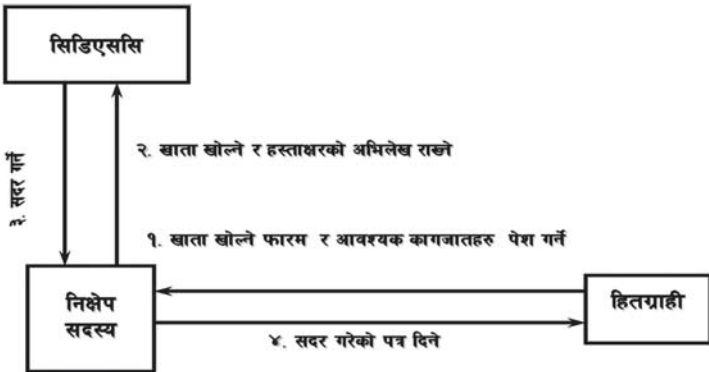 सिडिएससि
२. खाता खोल्ने र हस्ताक्षरको अभिलेख राख्ने
३. सदर गर्ने
१. खाता खोल्ने फारम र आवश्यक कागजातहरु पेश गर्ने
निक्षेप
सदस्य
हितग्राही
४. सदर गरेको पत्र दिने